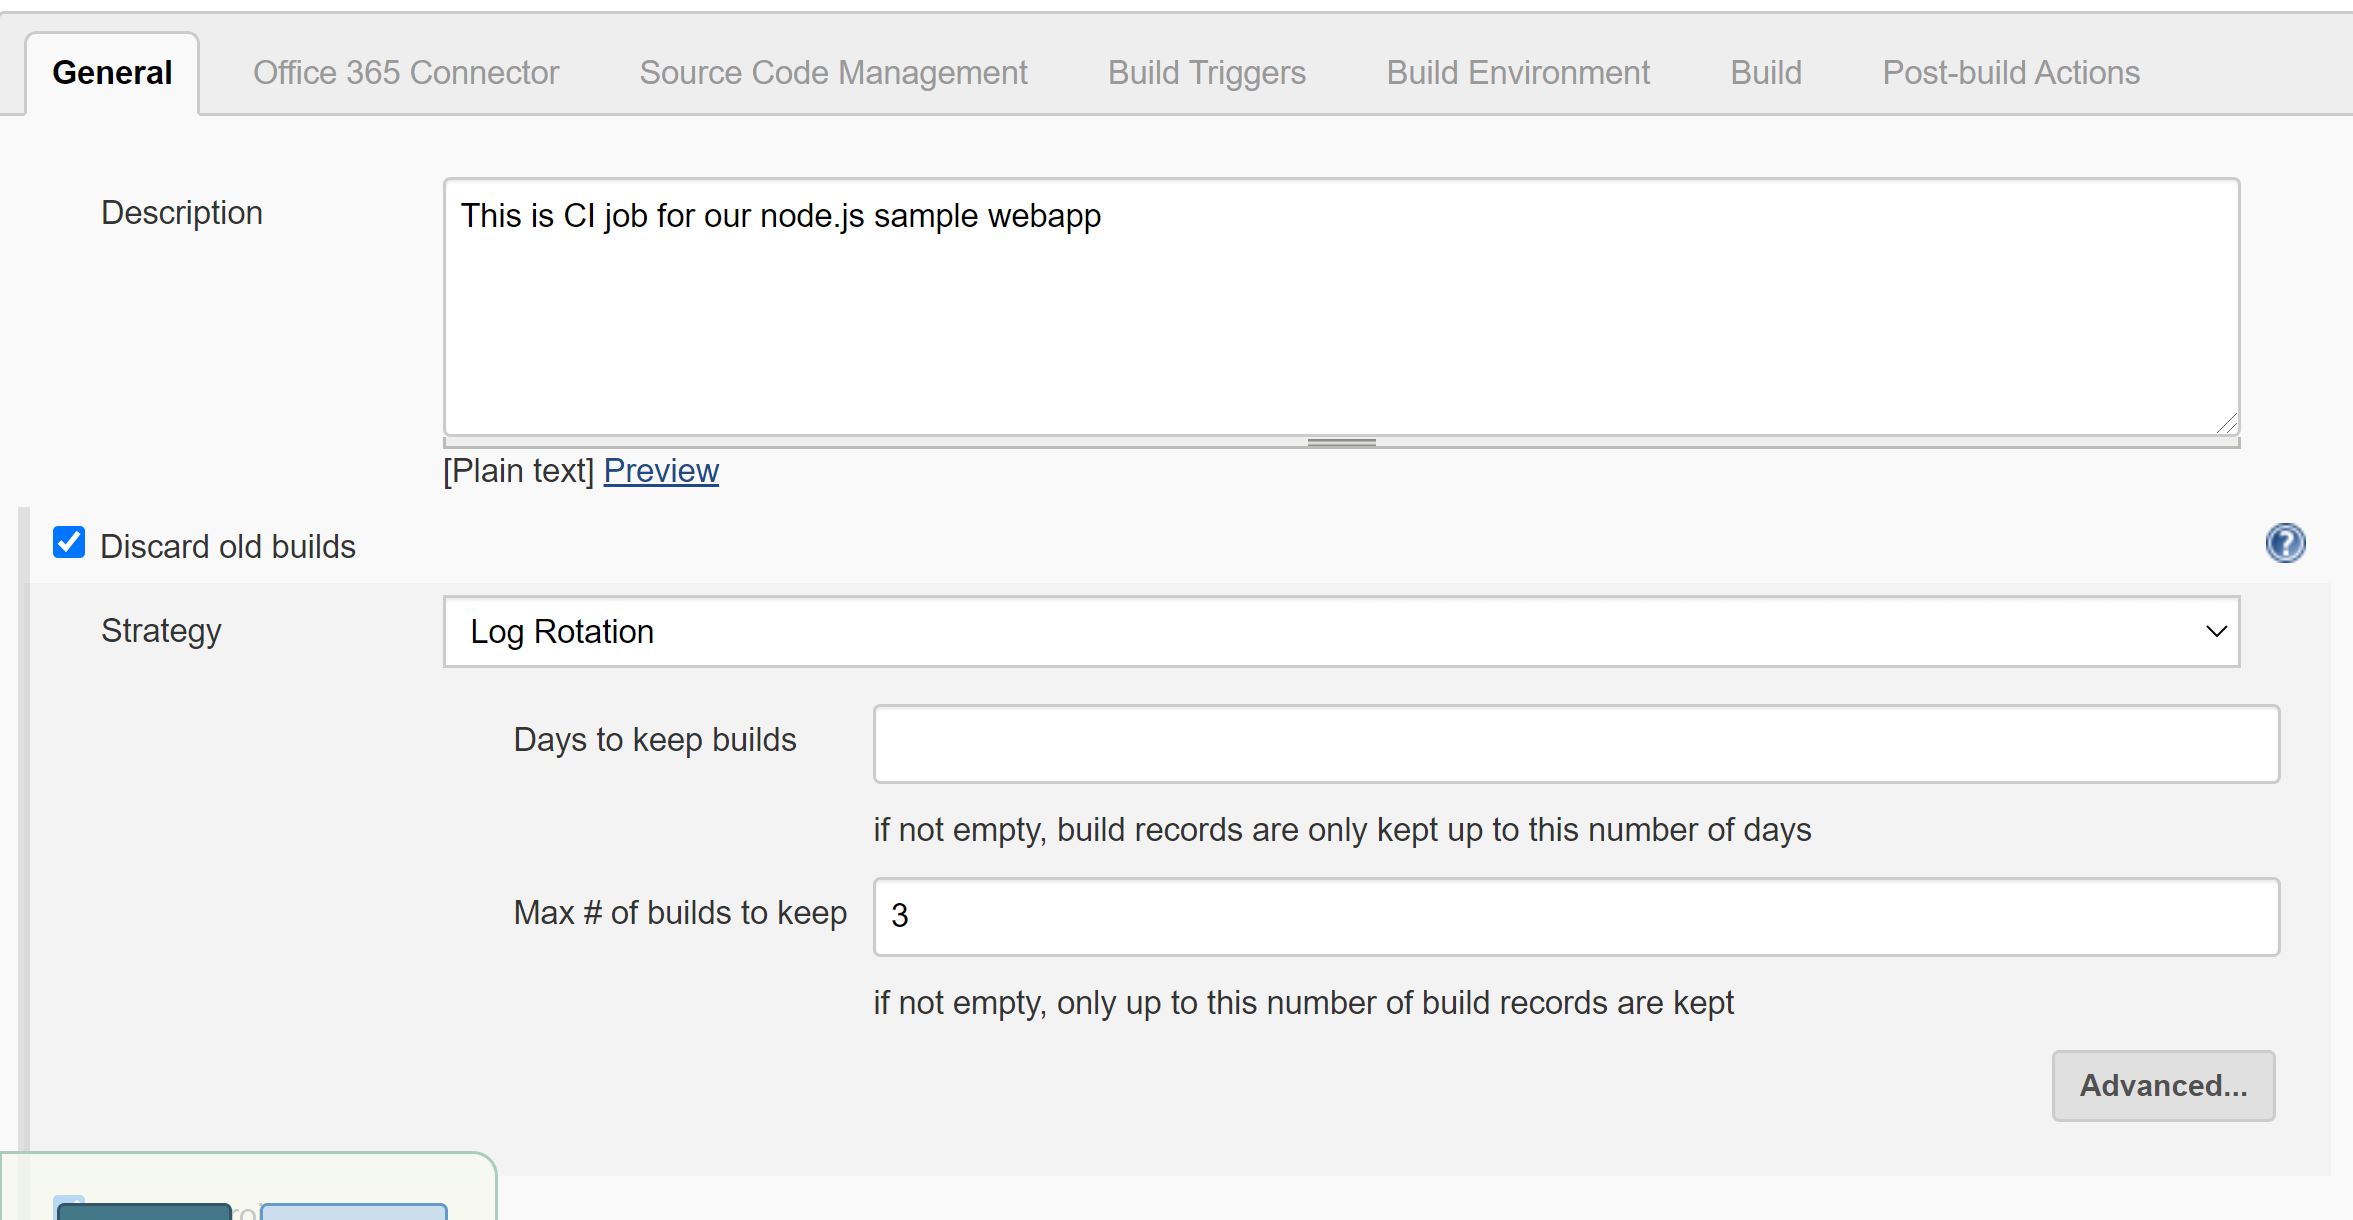 General Office 365 Connector Source Code Management Build Triggers Build Environment Build Post-build Actions
Description
This is CI job for our node.js sample webapp
[Plain text] Preview
Discard old builds
Strategy
Log Rotation
Days to keep builds
if not empty, build records are only kept up to this number of days
Max # of builds to keep
3
if not empty, only up to this number of build records are kept
Advanced...